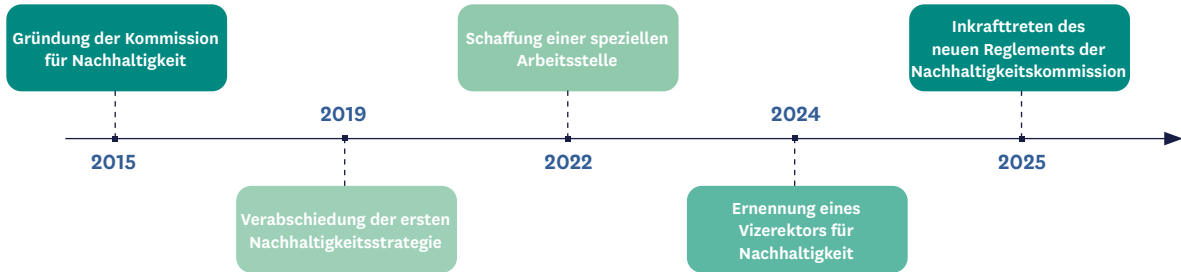 Gründung der Kommission
für Nachhaltigkeit
2015
2019
Verabschiedung der ersten
Nachhaltigkeitsstrategie
Schaffung einer speziellen
Arbeitsstelle
2022
2024
Ernennung eines
Vizerektors für
Nachhaltigkeit
Inkrafttreten des
neuen Reglements der
Nachhaltigkeitskommission
2025